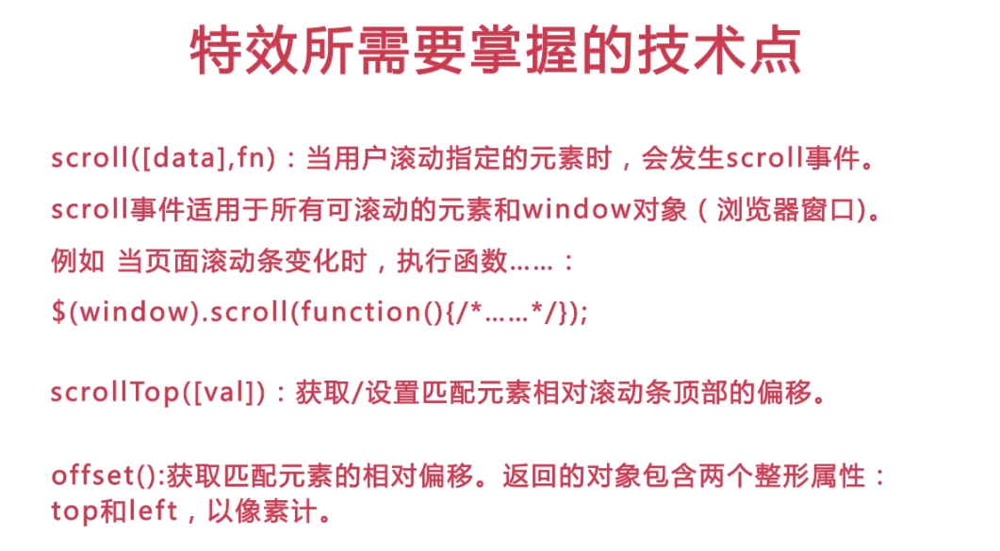 特效所需要掌握的技术点
scroll([data],fn)：当用户滚动指定的元素时，会发生scroll事件。
scroll事件适用于所有可滚动的元素和window对象（浏览器窗口)。
例如 当页面滚动条变化时，执行函数……：
$(window).scroll(function(){/*……*/});
scrollTop([val])：获取/设置匹配元素相对滚动条顶部的偏移。
offset():获取匹配元素的相对偏移。返回的对象包含两个整形属性：
top和left，以像素计。